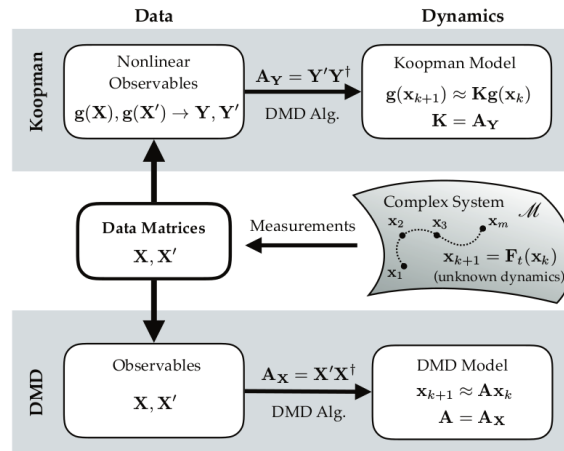 Data
Dynamics
Koopman
Nonlinear
Observables
g(X), g(X′) → Y, Y′
A_Y = Y′Y†
DMD Alg.
Koopman Model
g(x_{k+1}) ≈ Kg(x_k)
K = A_Y
Data Matrices
X, X′
Measurements
Complex System
ℳ
x_2
x_3
x_m
x_1
x_{k+1} = F_t(x_k)
(unknown dynamics)
DMD
Observables
X, X′
A_X = X′X†
DMD Alg.
DMD Model
x_{k+1} ≈ Ax_k
A = A_X